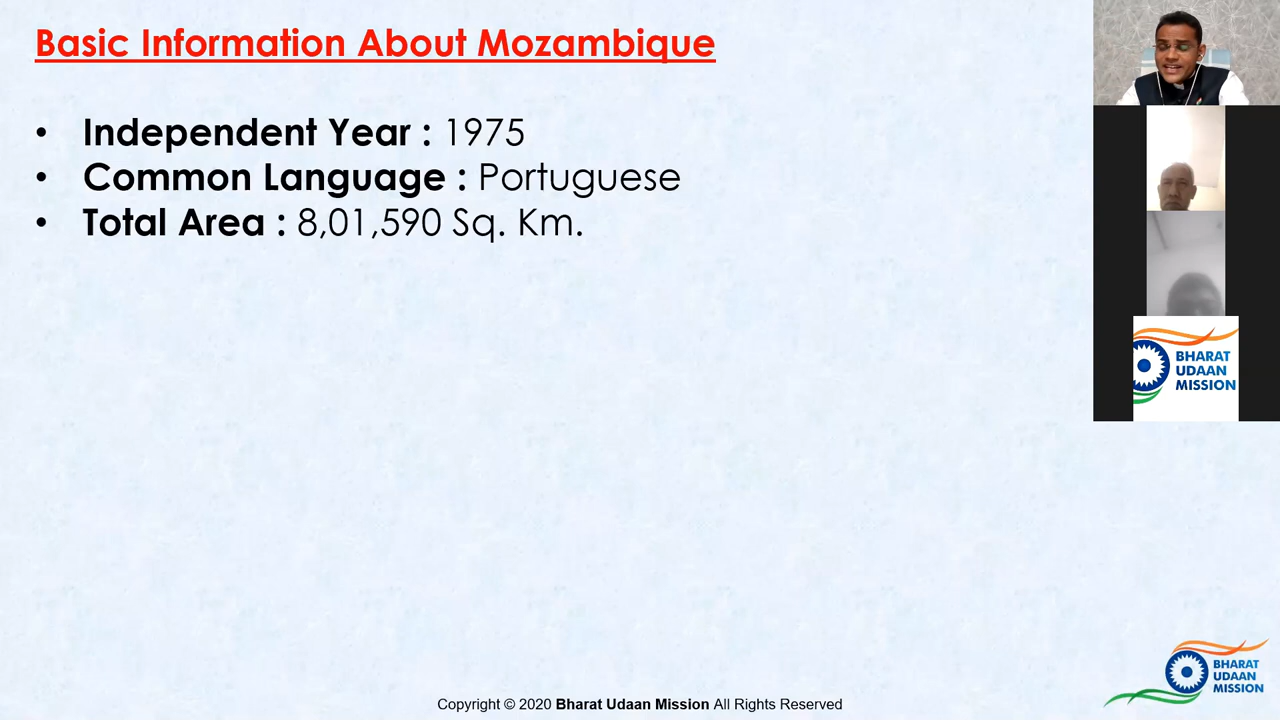 Basic Information About Mozambique
• Independent Year : 1975
• Common Language : Portuguese
• Total Area : 8,01,590 Sq. Km.
BHARAT
UDAAN
MISSION
BHARAT
UDAAN
MISSION
Copyright © 2020 Bharat Udaan Mission All Rights Reserved